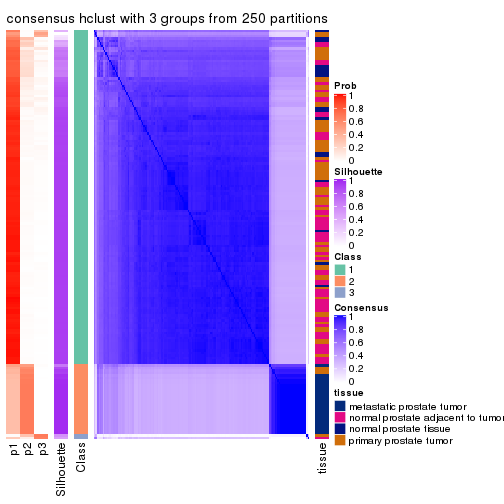 consensus hclust with 3 groups from 250 partitions
Prob
1
0.8
0.6
0.4
0.2
0
Silhouette
1
0.8
0.6
0.4
0.2
0
Class
1
2
3
Consensus
1
0.8
0.6
0.4
0.2
0
tissue
metastatic prostate tumor
normal prostate adjacent to tumor
normal prostate tissue
primary prostate tumor
p1
p2
p3
Silhouette
Class
tissue